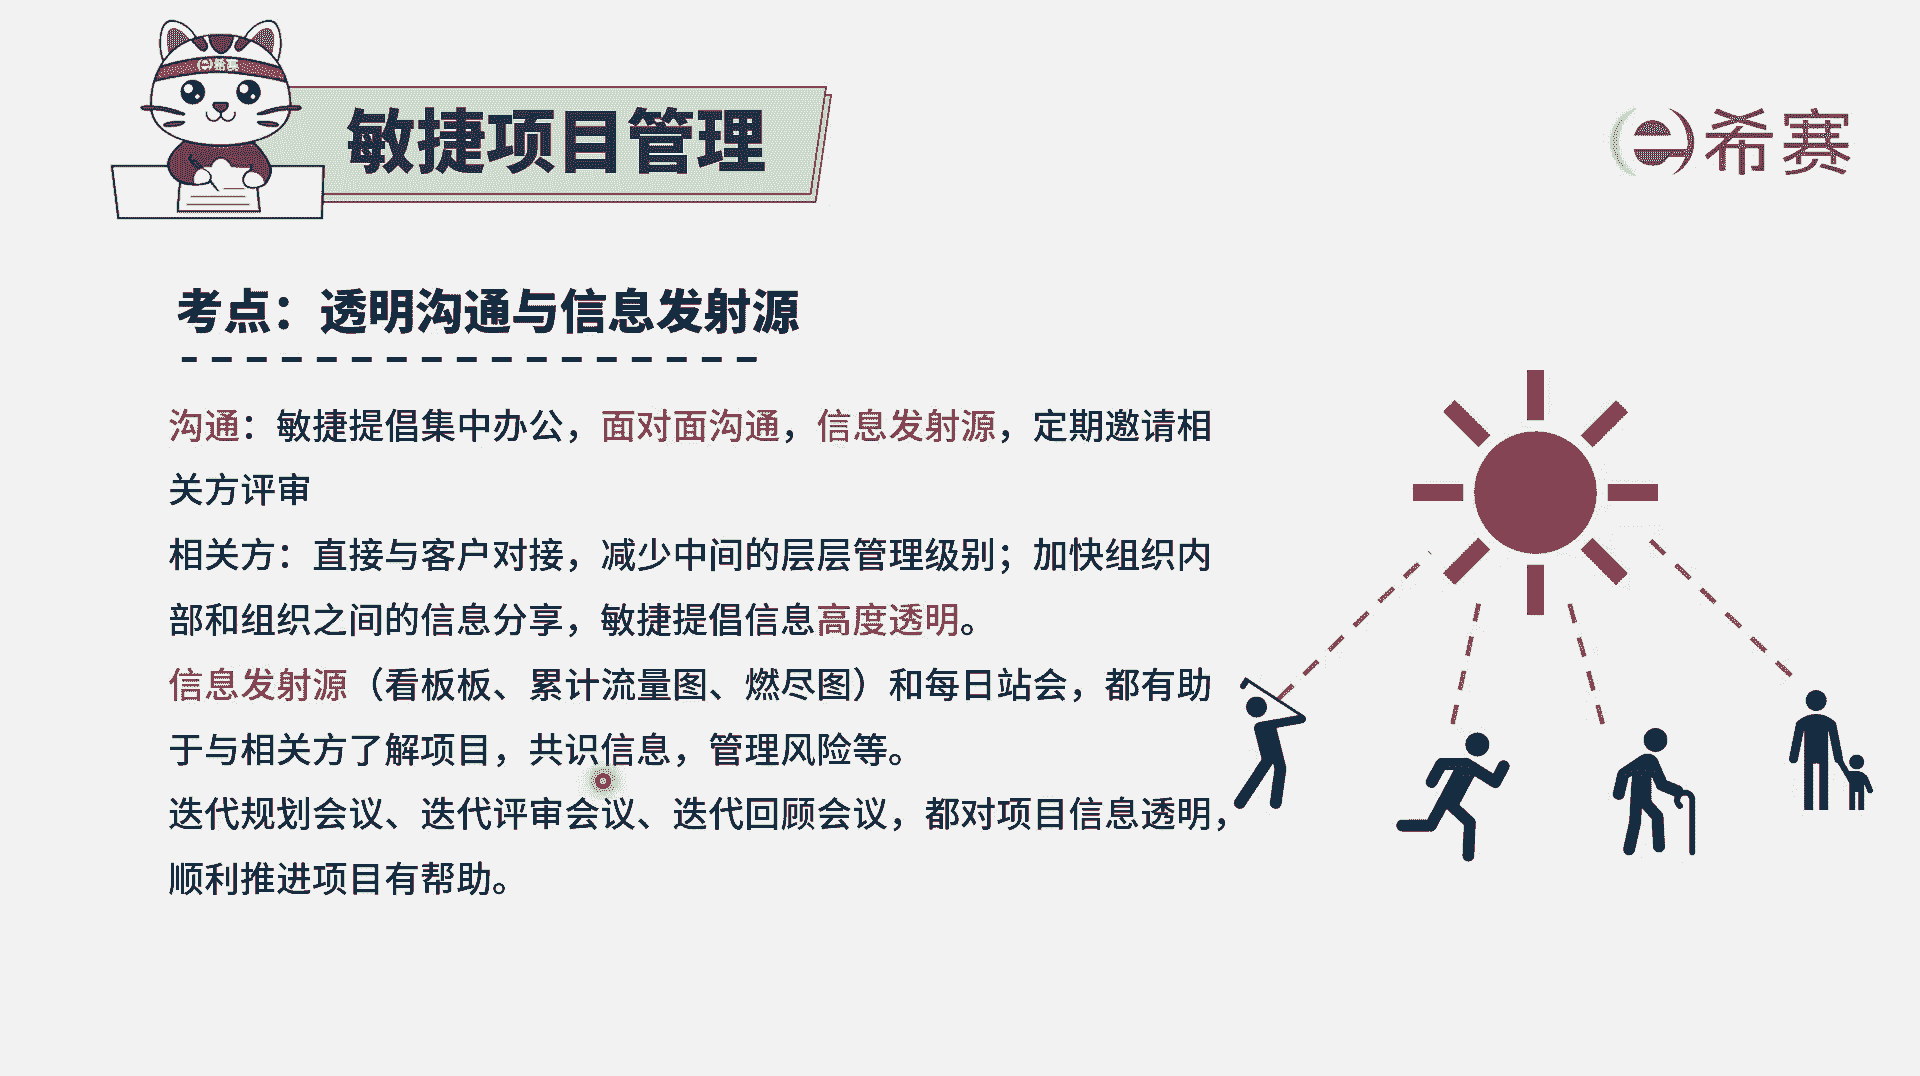 希赛
敏捷项目管理
希赛
考点：透明沟通与信息发射源
沟通：敏捷提倡集中办公，面对面沟通，信息发射源，定期邀请相
关方评审
相关方：直接与客户对接，减少中间的层层管理级别；加快组织内
部和组织之间的信息分享，敏捷提倡信息高度透明。
信息发射源（看板板、累计流量图、燃尽图）和每日站会，都有助
于与相关方了解项目，共识信息，管理风险等。
迭代规划会议、迭代评审会议、迭代回顾会议，都对项目信息透明，
顺利推进项目有帮助。